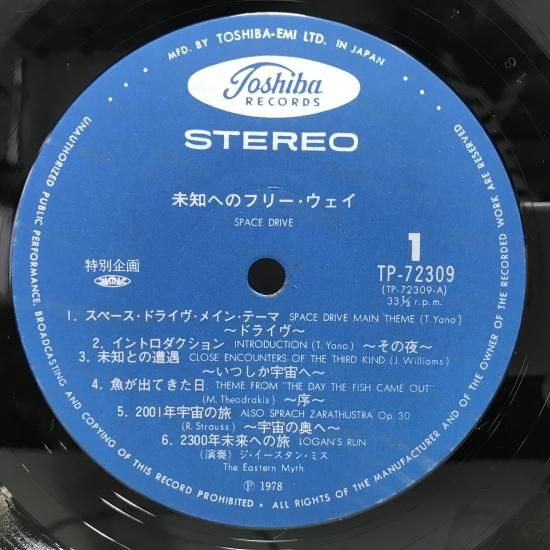 MFD. BY TOSHIBA-EMI LTD. IN JAPAN
Toshiba
RECORDS
STEREO
未知へのフリー・ウェイ
SPACE DRIVE
特別企画
1
TP-72309
(TP-72309-A)
33⅓ r.p.m.
1. スペース・ドライヴ・メイン・テーマ SPACE DRIVE MAIN THEME (T. Yano)
〜ドライヴ〜
2. イントロダクション INTRODUCTION (T. Yano) 〜その夜〜
3. 未知との遭遇 CLOSE ENCOUNTERS OF THE THIRD KIND (J. Williams)
〜いつしか宇宙へ〜
4. 魚が出てきた日 THEME FROM "THE DAY THE FISH CAME OUT"
(M. Theodrakis) 〜序〜
5. 2001年宇宙の旅 ALSO SPRACH ZARATHUSTRA Op. 30
(R. Strauss) 〜宇宙の奥へ〜
6. 2300年未来への旅 LOGAN'S RUN
(演奏) ジ・イースタン・ミス
The Eastern Myth
Ⓟ 1978
• ALL RIGHTS OF THE MANUFACTURER AND OF THE OWNER OF THE RECORDED WORK ARE RESERVED •
UNAUTHORIZED PUBLIC PERFORMANCE, BROADCASTING AND COPYING OF THIS RECORD PROHIBITED